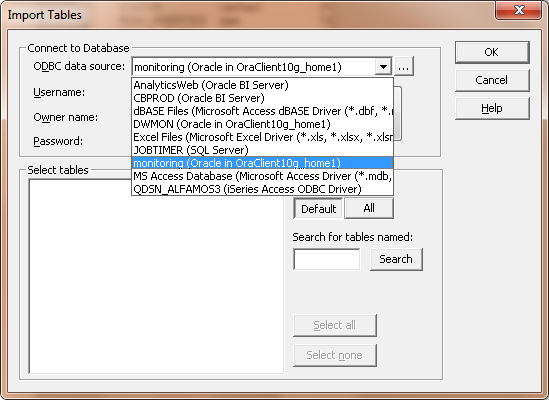 Import Tables
Connect to Database
ODBC data source:
monitoring (Oracle in OraClient10g_home1)
...
OK
AnalyticsWeb (Oracle BI Server)
Cancel
Username:
CBPROD (Oracle BI Server)
dBASE Files (Microsoft Access dBASE Driver (*.dbf, *.
Help
Owner name:
DWMON (Oracle in OraClient10g_home1)
Excel Files (Microsoft Excel Driver (*.xls, *.xlsx, *.xlsm
Password:
JOBTIMER (SQL Server)
monitoring (Oracle in OraClient10g_home1)
Select tables
MS Access Database (Microsoft Access Driver (*.mdb,
QDSN_ALFAMOS3 (iSeries Access ODBC Driver)
Default
All
Search for tables named:
Search
Select all
Select none